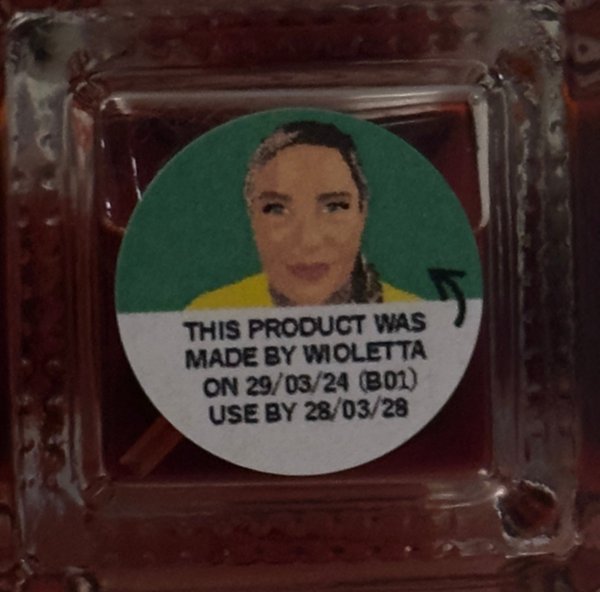 THIS PRODUCT WAS
MADE BY WIOLETTA
ON 29/03/24 (B01)
USE BY 28/03/28